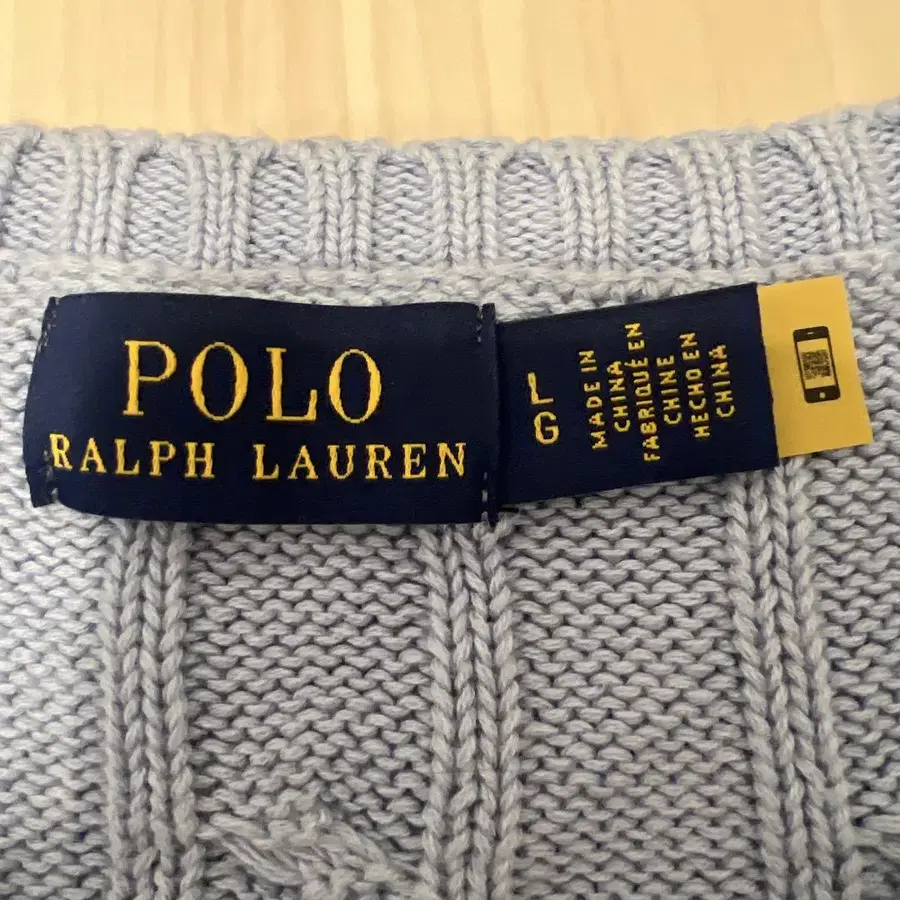 POLO
RALPH LAUREN
L
G
MADE IN
CHINA
FABRIQUÉ EN
CHINE
HECHO EN
CHINA